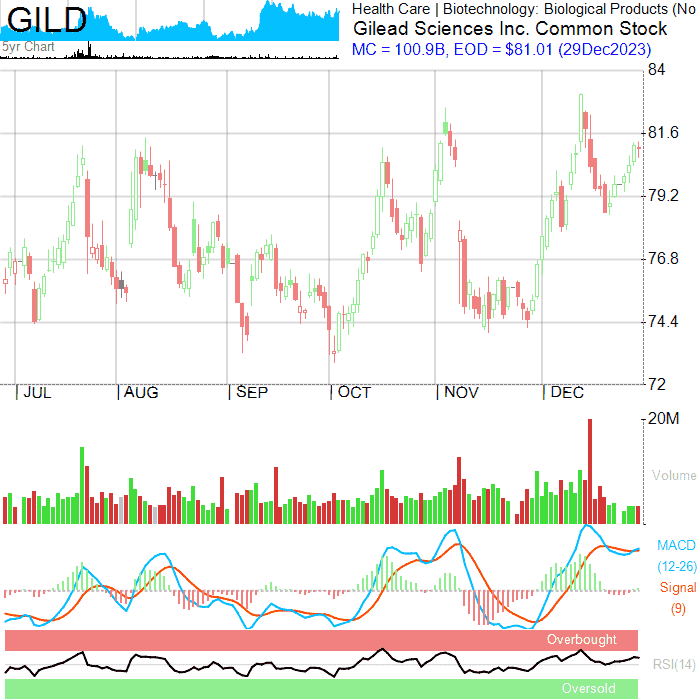 GILD
5yr Chart
Health Care | Biotechnology: Biological Products (No
Gilead Sciences Inc. Common Stock
MC = 100.9B, EOD = $81.01 (29Dec2023)
84
81.6
79.2
76.8
74.4
72
| JUL | AUG | SEP | OCT | NOV | DEC
20M
Volume
MACD
(12-26)
Signal
(9)
Overbought
RSI(14)
Oversold